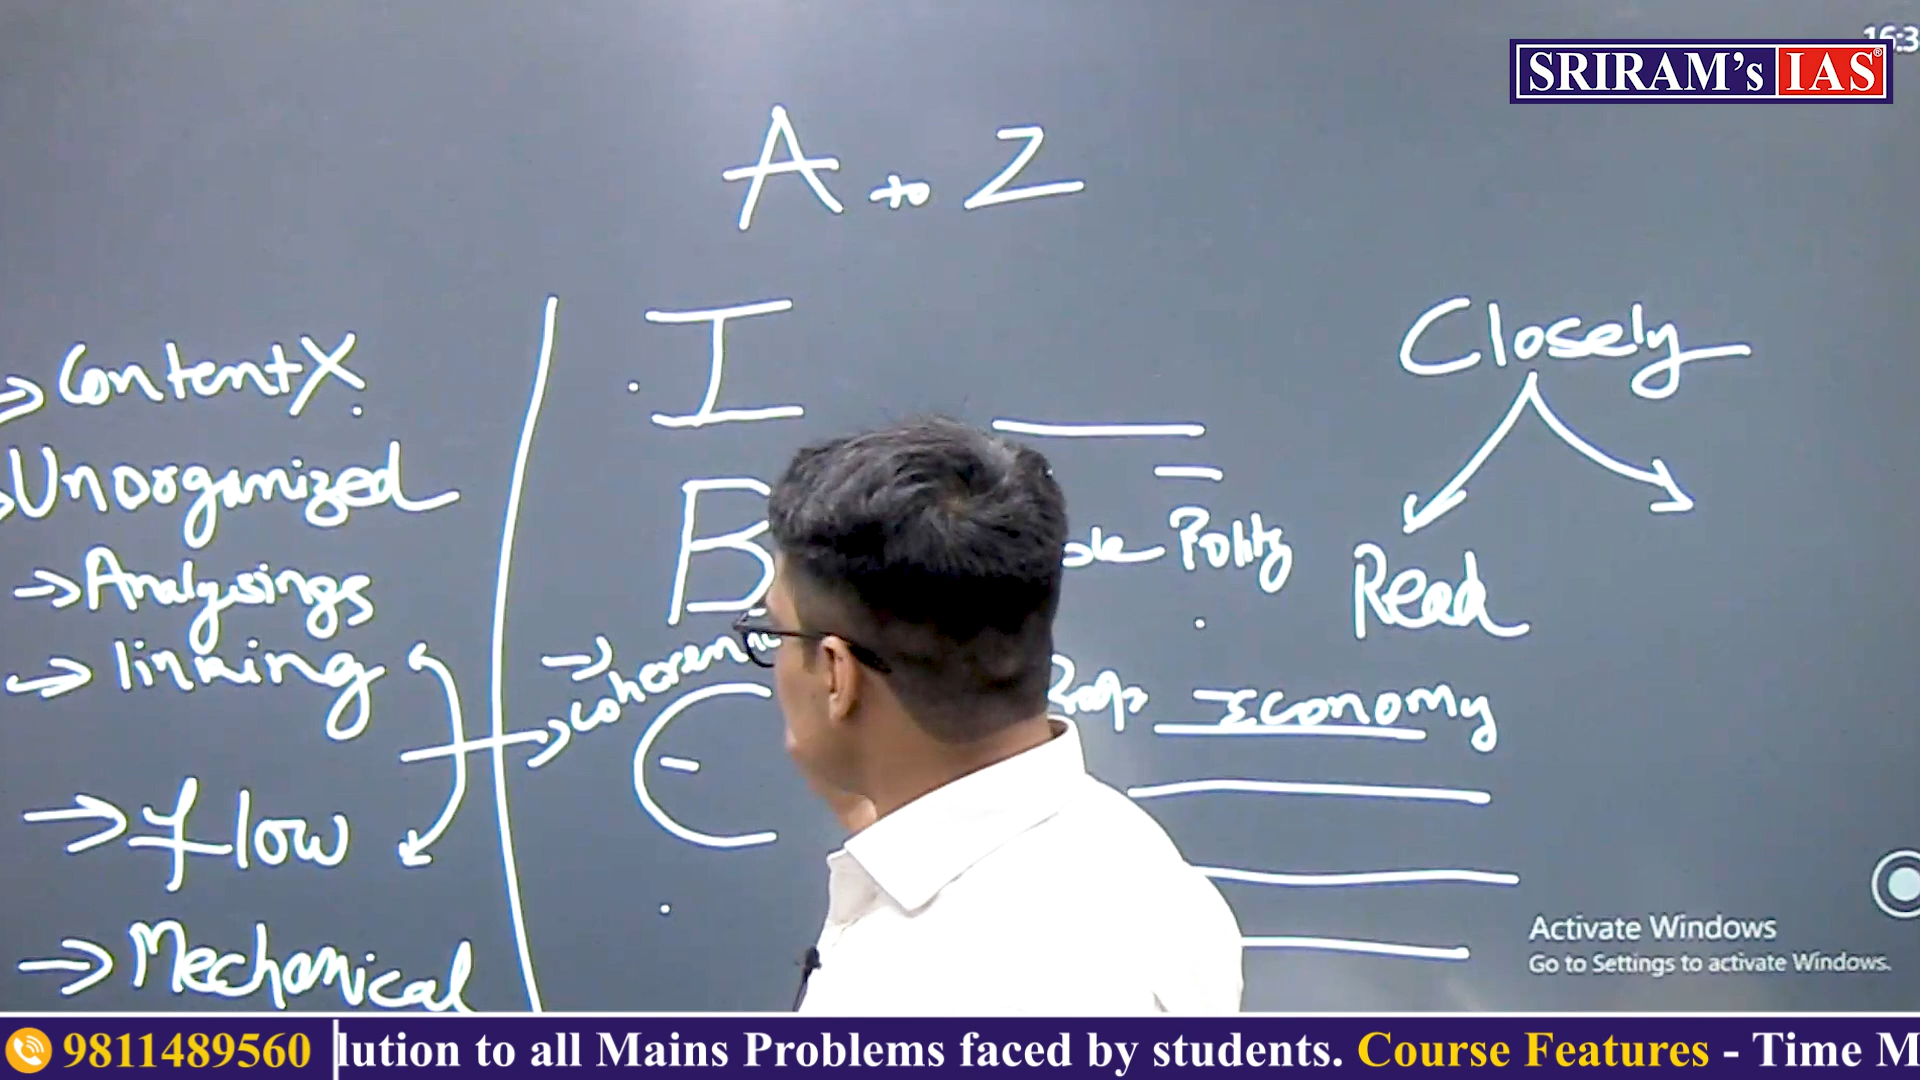 16:3
SRIRAM's IAS®
A to Z
→ Content X
→ Unorganized
→ Analysings
→ linking
→ Flow
→ Mechanical
I
B
→
→ Coheren
C
Polity
Economy
Closely
Read
Activate Windows
Go to Settings to activate Windows.
9811489560
lution to all Mains Problems faced by students. Course Features - Time M